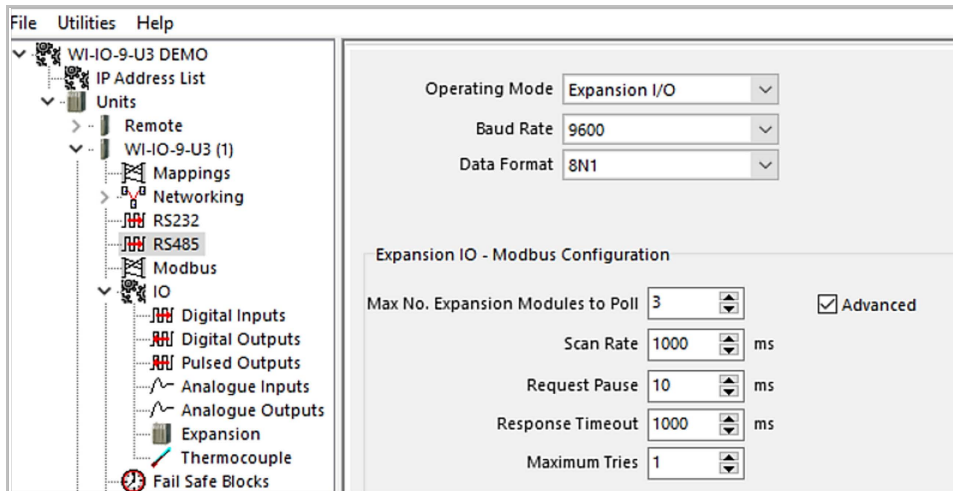 File Utilities Help
WI-IO-9-U3 DEMO
IP Address List
Units
Remote
WI-IO-9-U3 (1)
Mappings
Networking
RS232
RS485
Modbus
IO
Digital Inputs
Digital Outputs
Pulsed Outputs
Analogue Inputs
Analogue Outputs
Expansion
Thermocouple
Fail Safe Blocks
Operating Mode Expansion I/O
Baud Rate 9600
Data Format 8N1
Expansion IO - Modbus Configuration
Max No. Expansion Modules to Poll 3 Advanced
Scan Rate 1000 ms
Request Pause 10 ms
Response Timeout 1000 ms
Maximum Tries 1